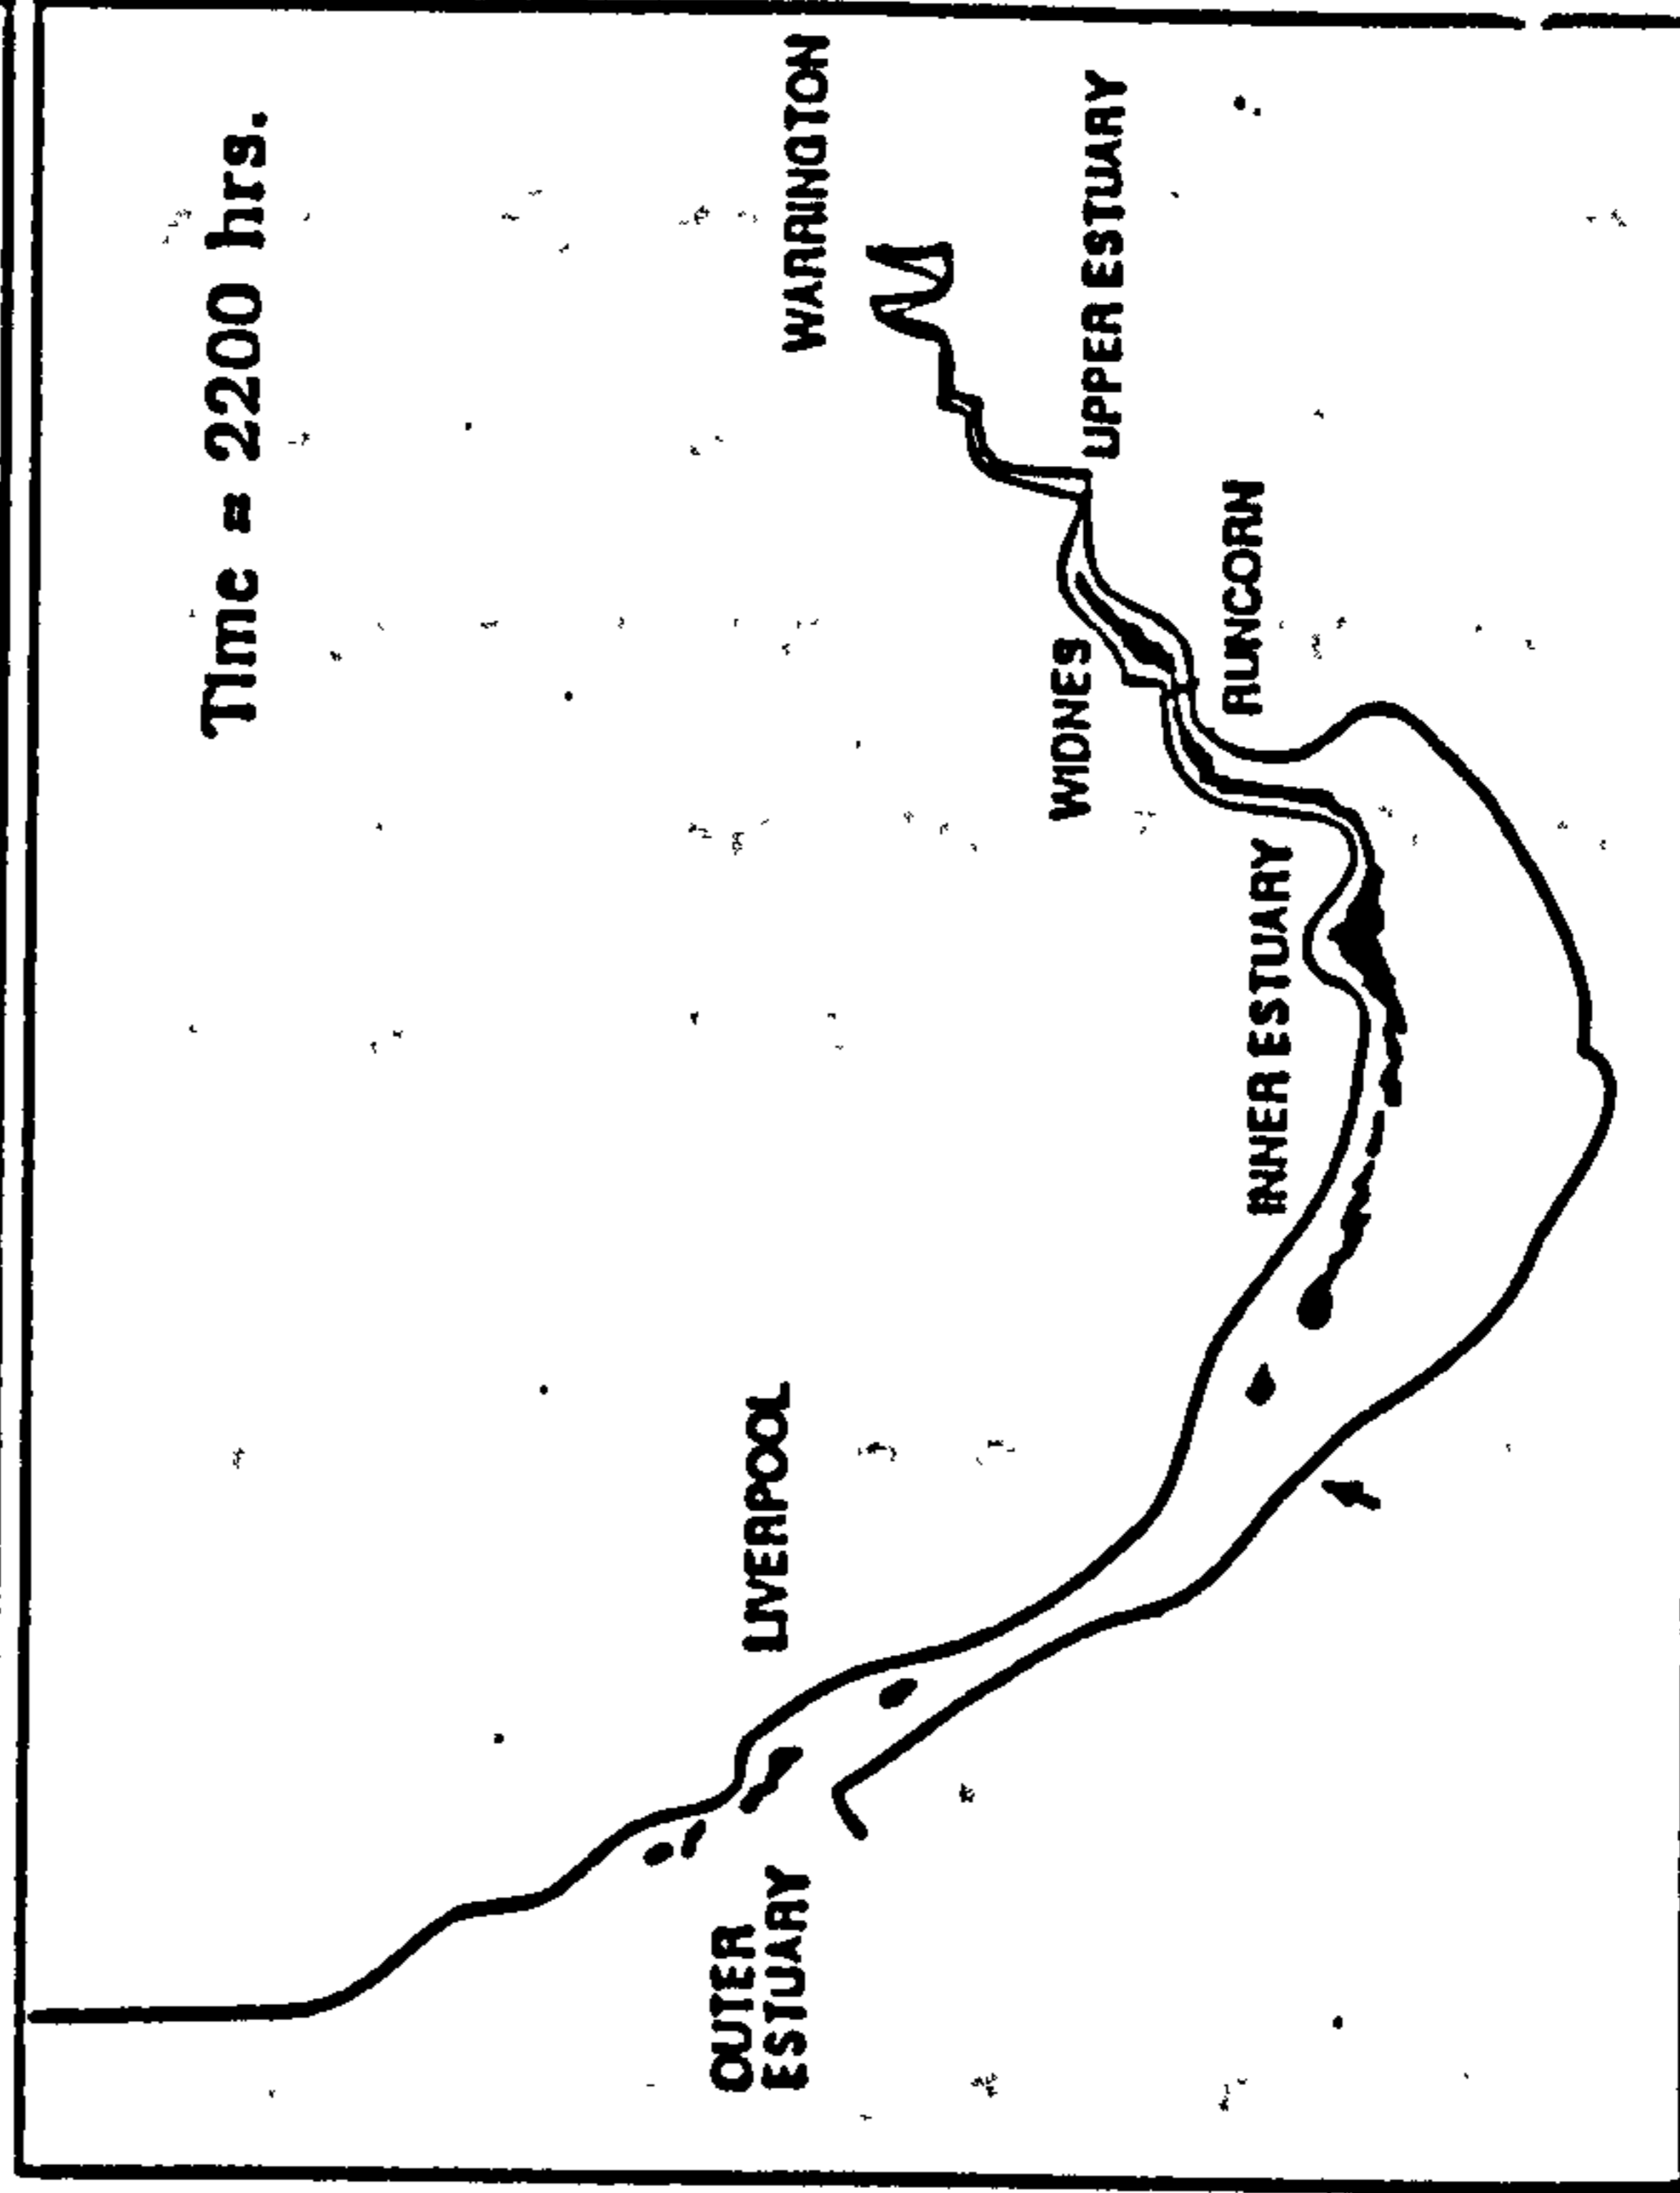 Time = 2200 hrs.
WARRINGTON
UPPER ESTUARY
WIDNES
RUNCORN
INNER ESTUARY
LIVERPOOL
OUTER
ESTUARY